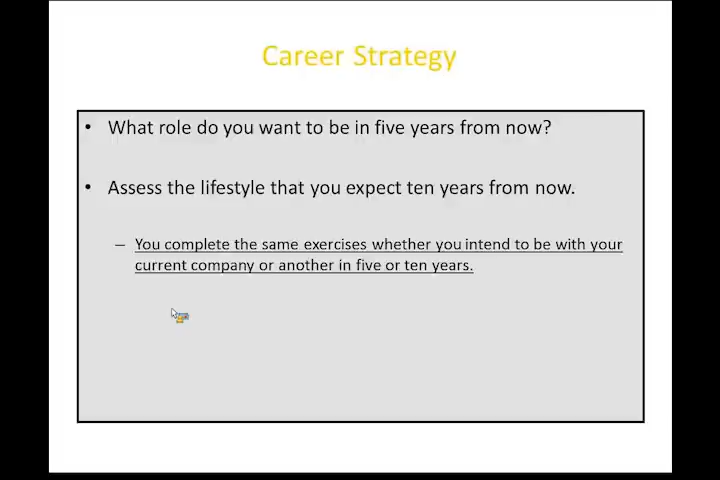 Career Strategy
• What role do you want to be in five years from now?
• Assess the lifestyle that you expect ten years from now.
– You complete the same exercises whether you intend to be with your
current company or another in five or ten years.